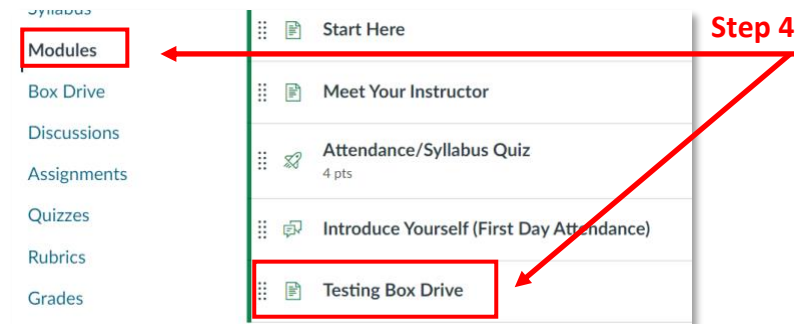 Syllabus
Modules
Box Drive
Discussions
Assignments
Quizzes
Rubrics
Grades
Start Here
Meet Your Instructor
Attendance/Syllabus Quiz
4 pts
Introduce Yourself (First Day Attendance)
Testing Box Drive
Step 4